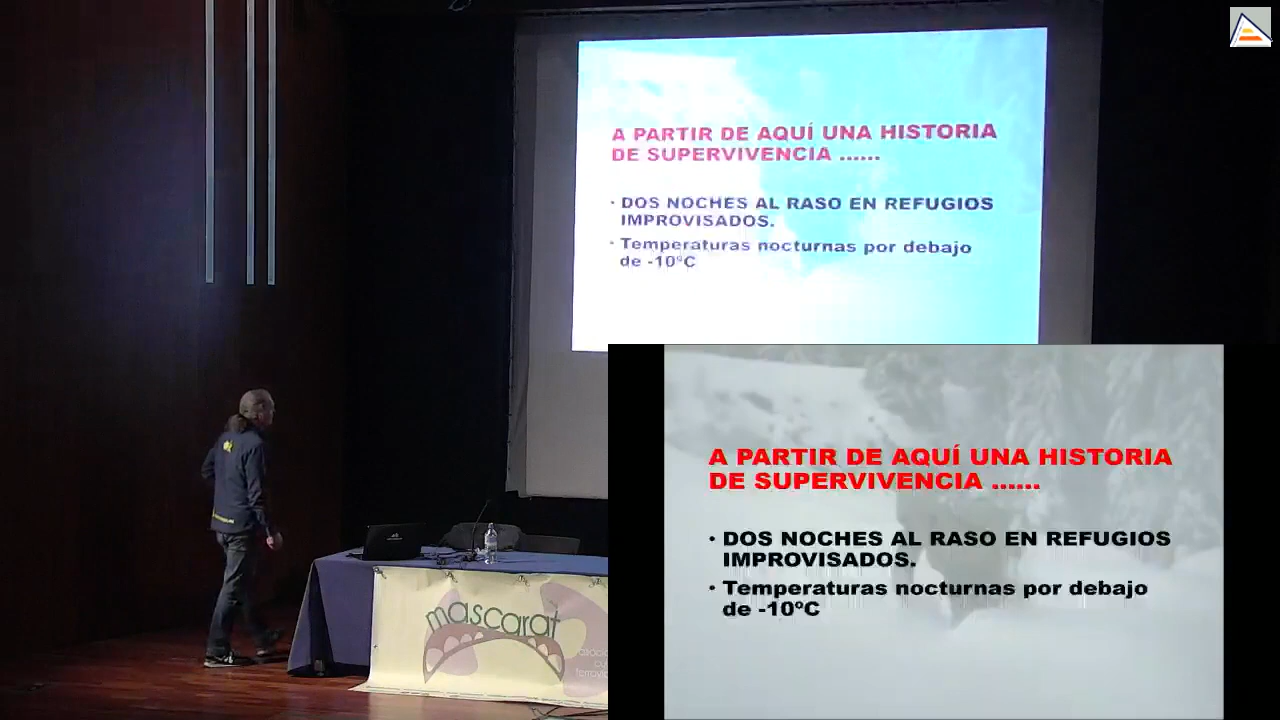 A PARTIR DE AQUÍ UNA HISTORIA
DE SUPERVIVENCIA ......
· DOS NOCHES AL RASO EN REFUGIOS
IMPROVISADOS.
· Temperaturas nocturnas por debajo
de -10ºC
mascarat
A PARTIR DE AQUÍ UNA HISTORIA
DE SUPERVIVENCIA ......
• DOS NOCHES AL RASO EN REFUGIOS
IMPROVISADOS.
• Temperaturas nocturnas por debajo
de -10ºC